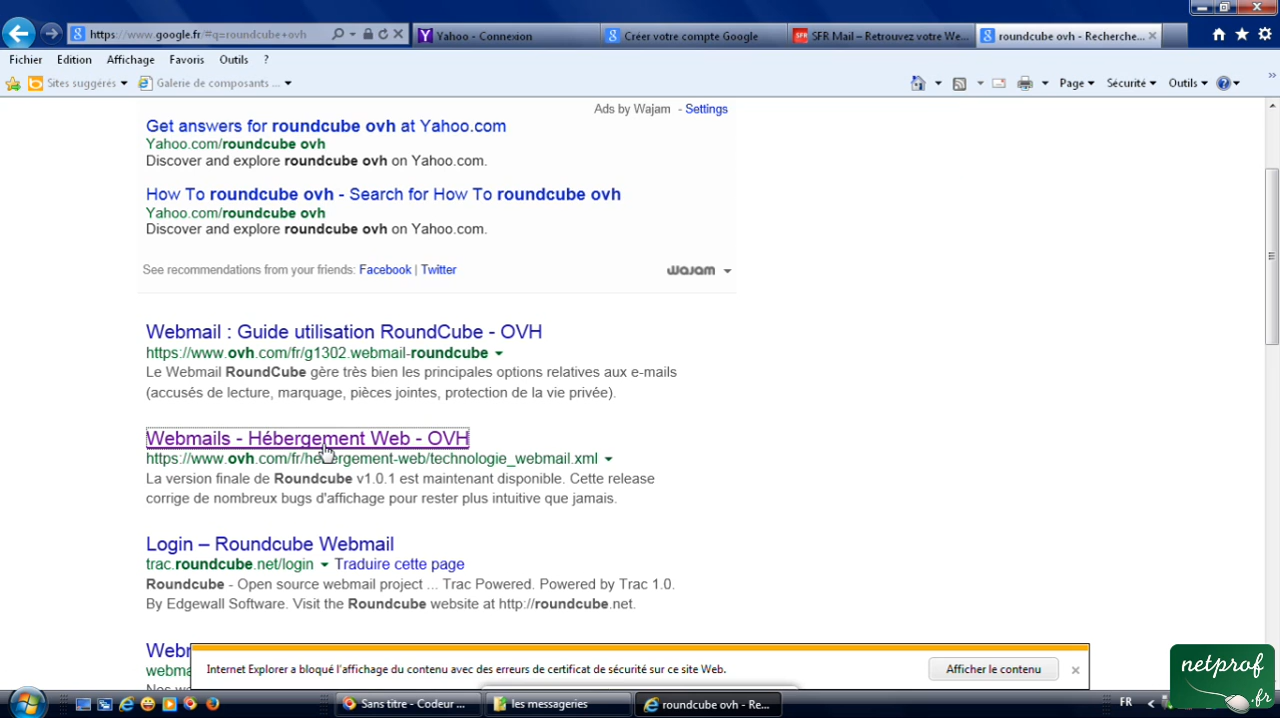 https://www.google.fr/#q=roundcube+ovh
Yahoo - Connexion
Créer votre compte Google
SFR Mail – Retrouvez votre We...
roundcube ovh - Recherche...
Fichier Edition Affichage Favoris Outils ?
Sites suggérés Galerie de composants ...
Page Sécurité Outils
Ads by Wajam - Settings
Get answers for roundcube ovh at Yahoo.com
Yahoo.com/roundcube ovh
Discover and explore roundcube ovh on Yahoo.com.
How To roundcube ovh - Search for How To roundcube ovh
Yahoo.com/roundcube ovh
Discover and explore roundcube ovh on Yahoo.com.
See recommendations from your friends: Facebook | Twitter
wajam
Webmail : Guide utilisation RoundCube - OVH
https://www.ovh.com/fr/g1302.webmail-roundcube
Le Webmail RoundCube gère très bien les principales options relatives aux e-mails
(accusés de lecture, marquage, pièces jointes, protection de la vie privée).
Webmails - Hébergement Web - OVH
https://www.ovh.com/fr/hebergement-web/technologie_webmail.xml
La version finale de Roundcube v1.0.1 est maintenant disponible. Cette release
corrige de nombreux bugs d'affichage pour rester plus intuitive que jamais.
Login – Roundcube Webmail
trac.roundcube.net/login Traduire cette page
Roundcube - Open source webmail project ... Trac Powered. Powered by Trac 1.0.
By Edgewall Software. Visit the Roundcube website at http://roundcube.net.
Internet Explorer a bloqué l'affichage du contenu avec des erreurs de certificat de sécurité sur ce site Web.
Afficher le contenu
netprof
.fr
Sans titre - Codeur ...
les messageries
roundcube ovh - Re...
FR